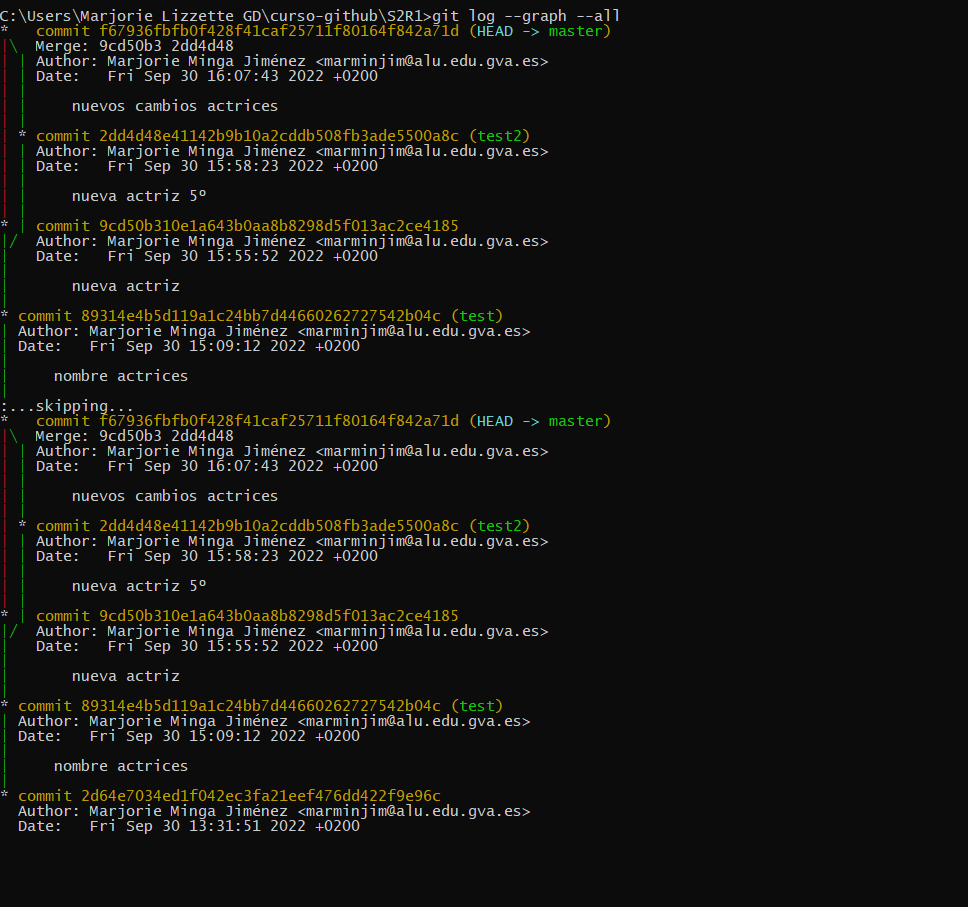 C:\Users\Marjorie Lizzette GD\curso-github\S2R1>git log --graph --all
*   commit f67936fbfb0f428f41caf25711f80164f842a71d (HEAD -> master)
|\  Merge: 9cd50b3 2dd4d48
| | Author: Marjorie Minga Jiménez <marminjim@alu.edu.gva.es>
| | Date:   Fri Sep 30 16:07:43 2022 +0200
| |
| |     nuevos cambios actrices
| |
| * commit 2dd4d48e41142b9b10a2cddb508fb3ade5500a8c (test2)
| | Author: Marjorie Minga Jiménez <marminjim@alu.edu.gva.es>
| | Date:   Fri Sep 30 15:58:23 2022 +0200
| |
| |     nueva actriz 5º
| |
* | commit 9cd50b310e1a643b0aa8b8298d5f013ac2ce4185
|/  Author: Marjorie Minga Jiménez <marminjim@alu.edu.gva.es>
|   Date:   Fri Sep 30 15:55:52 2022 +0200
|
|       nueva actriz
|
* commit 89314e4b5d119a1c24bb7d44660262727542b04c (test)
| Author: Marjorie Minga Jiménez <marminjim@alu.edu.gva.es>
| Date:   Fri Sep 30 15:09:12 2022 +0200
|
|     nombre actrices
|
:...skipping...
*   commit f67936fbfb0f428f41caf25711f80164f842a71d (HEAD -> master)
|\  Merge: 9cd50b3 2dd4d48
| | Author: Marjorie Minga Jiménez <marminjim@alu.edu.gva.es>
| | Date:   Fri Sep 30 16:07:43 2022 +0200
| |
| |     nuevos cambios actrices
| |
| * commit 2dd4d48e41142b9b10a2cddb508fb3ade5500a8c (test2)
| | Author: Marjorie Minga Jiménez <marminjim@alu.edu.gva.es>
| | Date:   Fri Sep 30 15:58:23 2022 +0200
| |
| |     nueva actriz 5º
| |
* | commit 9cd50b310e1a643b0aa8b8298d5f013ac2ce4185
|/  Author: Marjorie Minga Jiménez <marminjim@alu.edu.gva.es>
|   Date:   Fri Sep 30 15:55:52 2022 +0200
|
|       nueva actriz
|
* commit 89314e4b5d119a1c24bb7d44660262727542b04c (test)
| Author: Marjorie Minga Jiménez <marminjim@alu.edu.gva.es>
| Date:   Fri Sep 30 15:09:12 2022 +0200
|
|     nombre actrices
|
* commit 2d64e7034ed1f042ec3fa21eef476dd422f9e96c
  Author: Marjorie Minga Jiménez <marminjim@alu.edu.gva.es>
  Date:   Fri Sep 30 13:31:51 2022 +0200